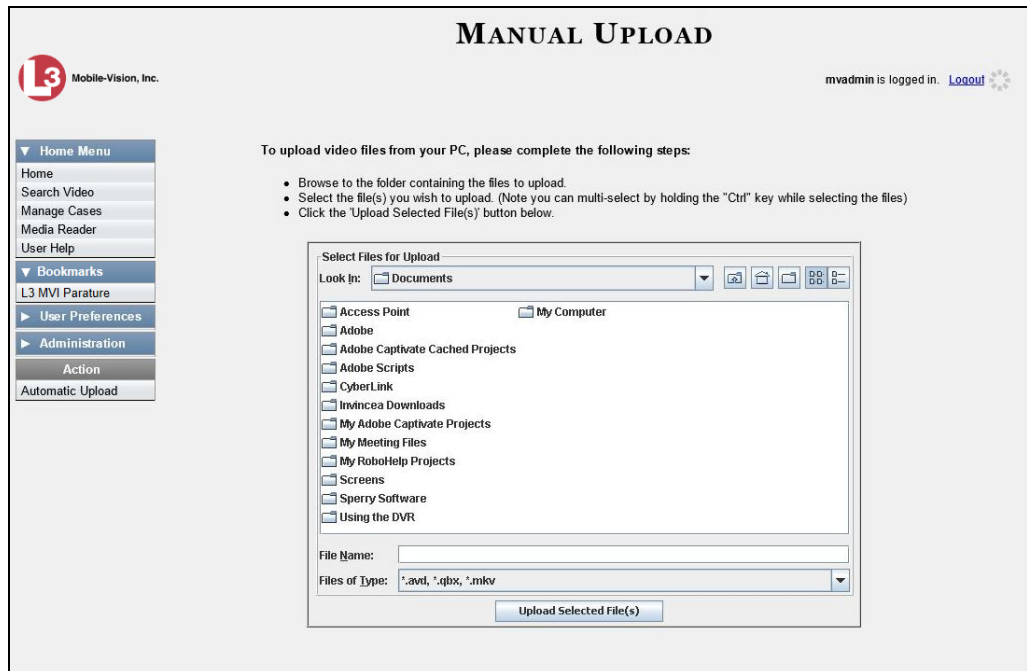 MANUAL UPLOAD
L3 Mobile-Vision, Inc.
mvadmin is logged in. Logout
▼ Home Menu
Home
Search Video
Manage Cases
Media Reader
User Help
▼ Bookmarks
L3 MVI Parature
► User Preferences
► Administration
Action
Automatic Upload
To upload video files from your PC, please complete the following steps:
• Browse to the folder containing the files to upload.
• Select the file(s) you wish to upload. (Note you can multi-select by holding the "Ctrl" key while selecting the files)
• Click the 'Upload Selected File(s)' button below.
Select Files for Upload
Look In: Documents
Access Point
Adobe
Adobe Captivate Cached Projects
Adobe Scripts
CyberLink
Invincea Downloads
My Adobe Captivate Projects
My Meeting Files
My RoboHelp Projects
Screens
Sperry Software
Using the DVR
My Computer
File Name:
Files of Type: *.avd, *.qbx, *.mkv
Upload Selected File(s)